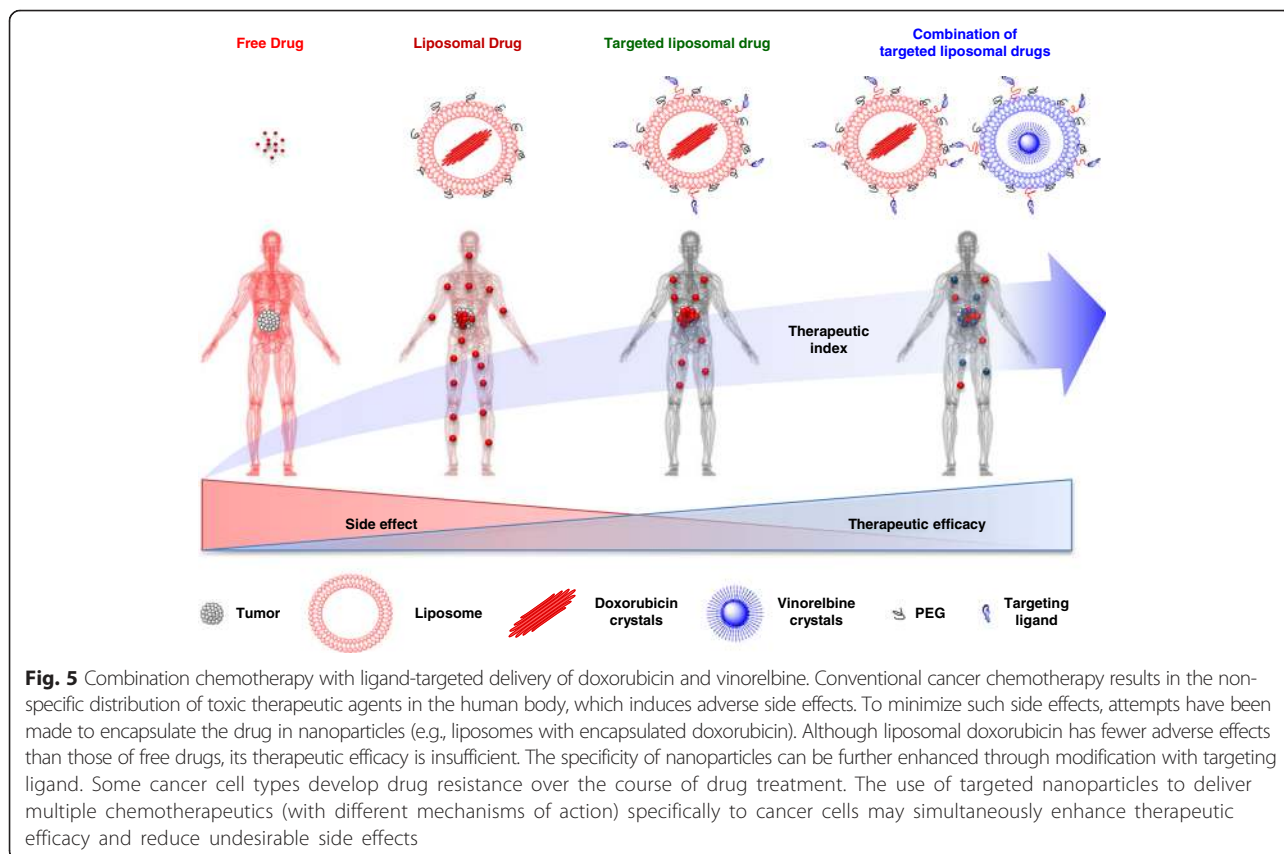 Free Drug
Liposomal Drug
Targeted liposomal drug
Combination of
targeted liposomal drugs
Therapeutic
index
Side effect
Therapeutic efficacy
Tumor
Liposome
Doxorubicin
crystals
Vinorelbine
crystals
PEG
Targeting
ligand
Fig. 5 Combination chemotherapy with ligand-targeted delivery of doxorubicin and vinorelbine. Conventional cancer chemotherapy results in the non-
specific distribution of toxic therapeutic agents in the human body, which induces adverse side effects. To minimize such side effects, attempts have been
made to encapsulate the drug in nanoparticles (e.g., liposomes with encapsulated doxorubicin). Although liposomal doxorubicin has fewer adverse effects
than those of free drugs, its therapeutic efficacy is insufficient. The specificity of nanoparticles can be further enhanced through modification with targeting
ligand. Some cancer cell types develop drug resistance over the course of drug treatment. The use of targeted nanoparticles to deliver
multiple chemotherapeutics (with different mechanisms of action) specifically to cancer cells may simultaneously enhance therapeutic
efficacy and reduce undesirable side effects